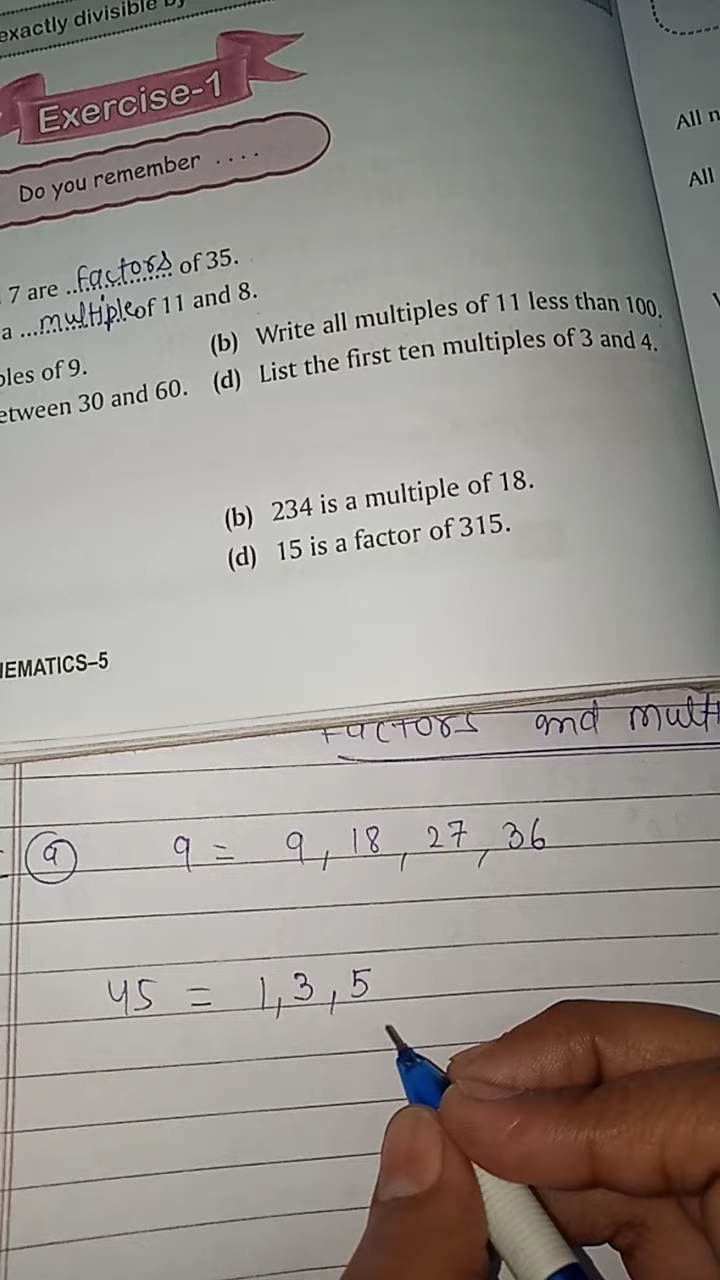 exactly divisible by
Exercise-1
Do you remember ....
7 are ..factors.. of 35.
a ...multiple of 11 and 8.
of 9.
(b) Write all multiples of 11 less than 100.
30 and 60. (d) List the first ten multiples of 3 and 4.
(b) 234 is a multiple of 18.
(d) 15 is a factor of 315.
EMATICS–5
All
All
Factors and mult
a 9 = 9, 18, 27, 36
45 = 1, 3, 5